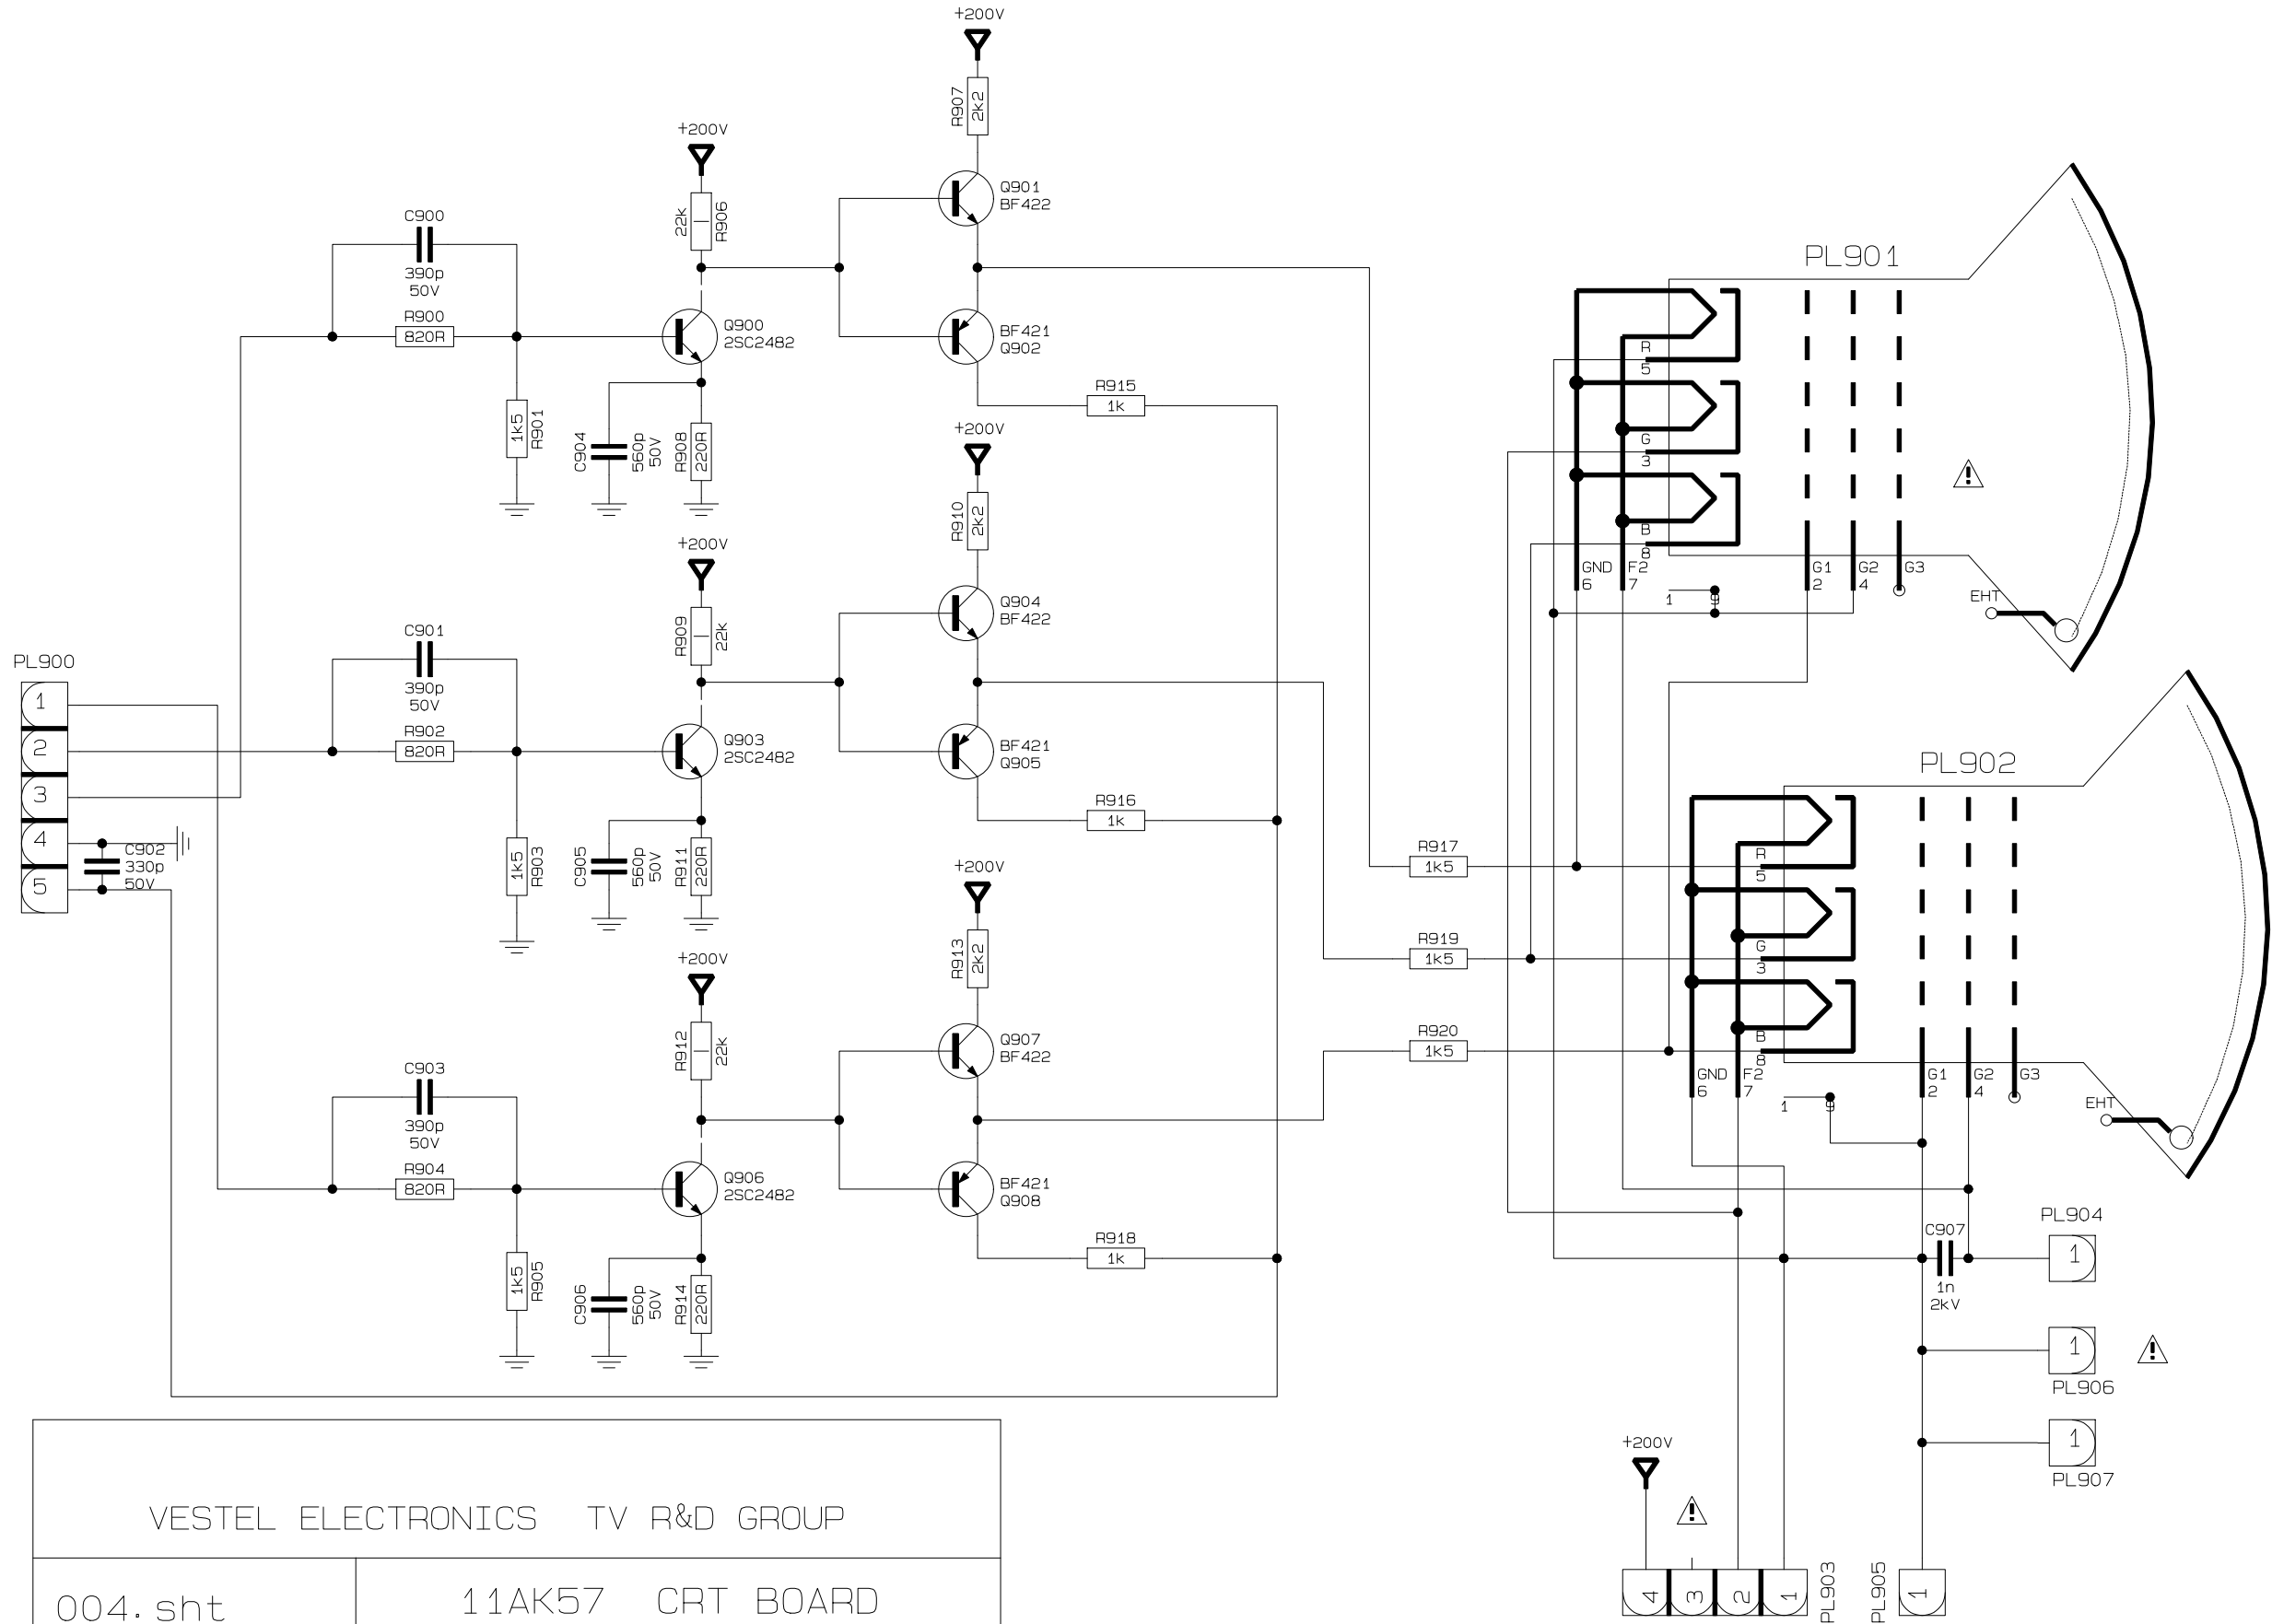 +200V
R907
2k2
+200V
Q901
BF422
C900
390p
50V
22k
R906
R900
820R
Q900
2SC2482
BF421
Q902
1k5
R901
C904
560p
50V
R908
220R
R915
1k
+200V
R910
2k2
+200V
Q904
BF422
C901
390p
50V
R909
22k
R902
820R
Q903
2SC2482
BF421
Q905
PL900
1
2
3
4
5
C902
330p
50V
1k5
R903
C905
560p
50V
R911
220R
R916
1k
+200V
R913
2k2
+200V
Q907
BF422
C903
390p
50V
R912
22k
R904
820R
Q906
2SC2482
BF421
Q908
1k5
R905
C906
560p
50V
R914
220R
R918
1k
R917
1k5
R919
1k5
R920
1k5
PL901
R
5
G
3
B
8
GND
6
F2
7
1
9
G1
2
G2
4
G3
EHT
!
PL902
R
5
G
3
B
8
GND
6
F2
7
1
9
G1
2
G2
4
G3
EHT
C907
1n
2kV
PL904
1
1
PL906
!
1
PL907
+200V
!
4
3
2
1
PL903
PL905
1
VESTEL ELECTRONICS TV R&D GROUP
004.sht
11AK57 CRT BOARD